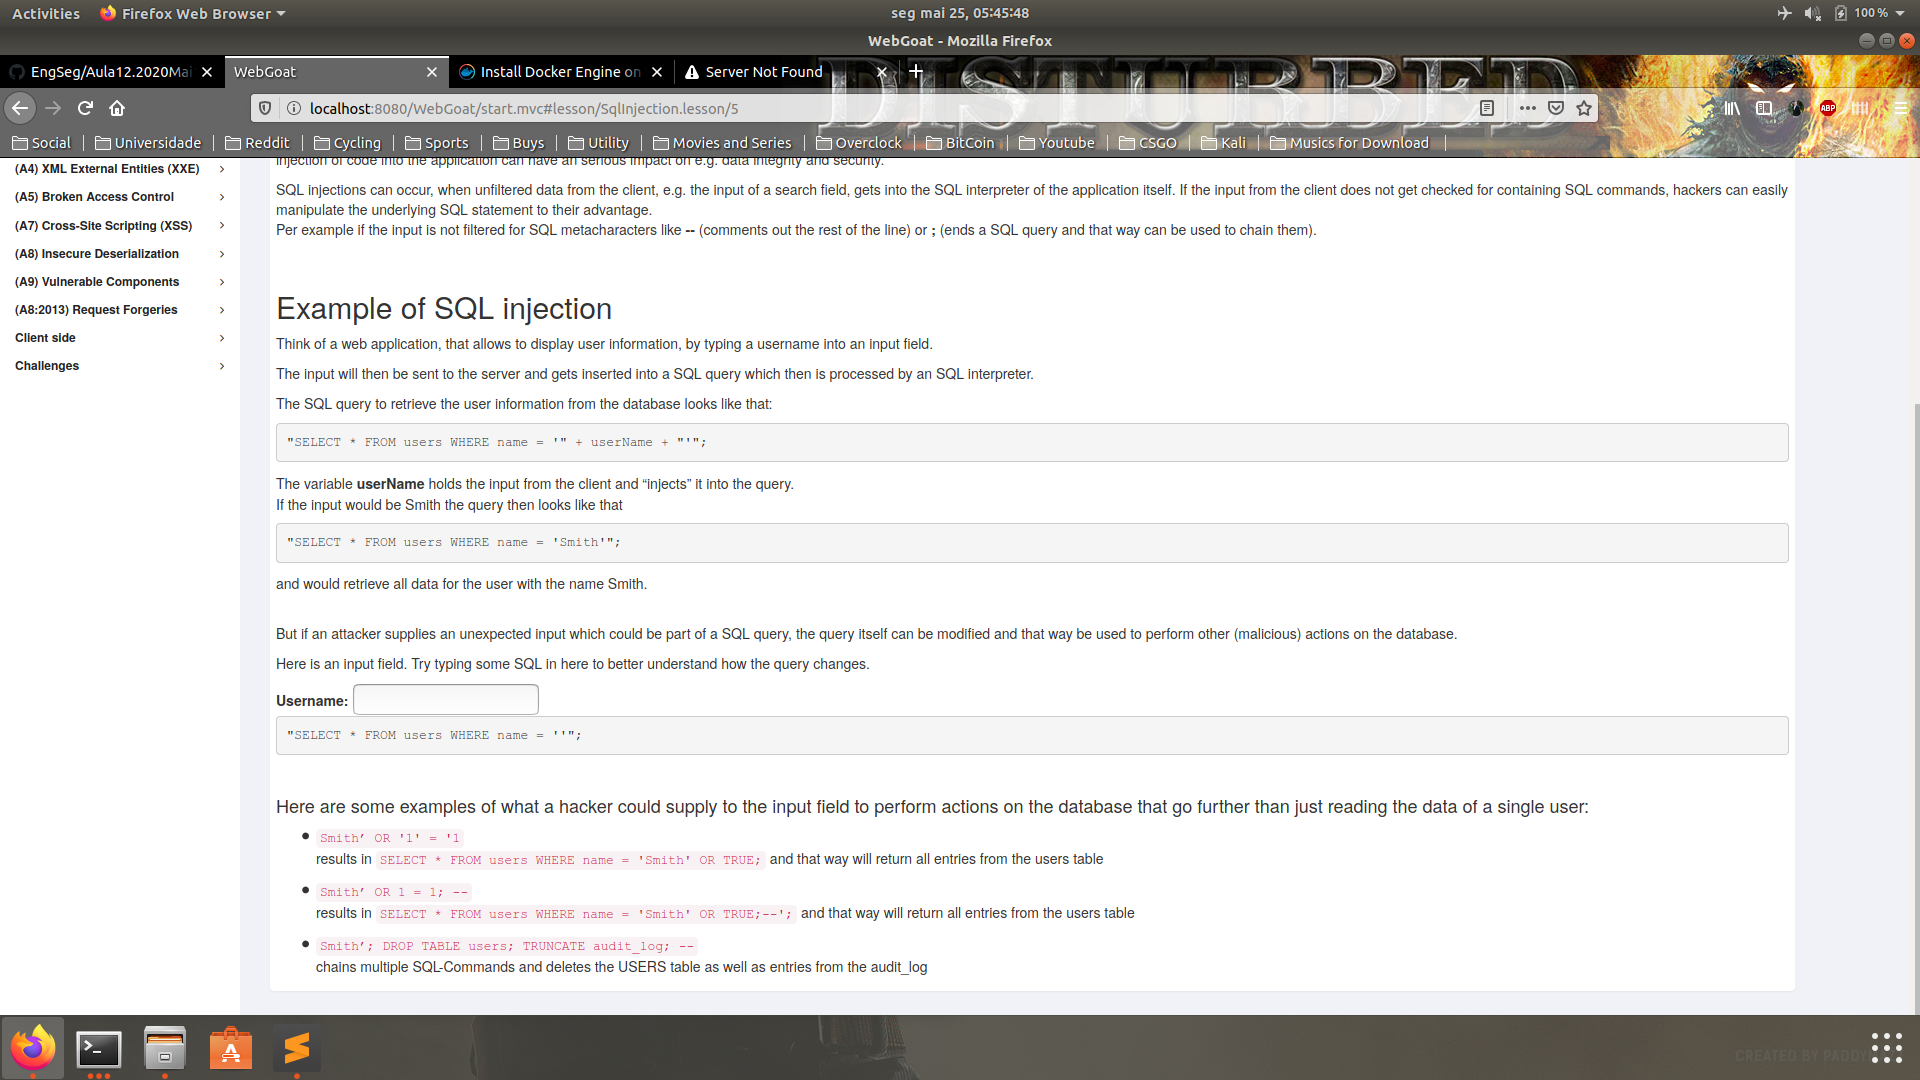 Activities Firefox Web Browser seg mai 25, 05:45:48 100 %
WebGoat - Mozilla Firefox
EngSeg/Aula12.2020Mai WebGoat Install Docker Engine on Server Not Found
DISTURBED
localhost:8080/WebGoat/start.mvc#lesson/SqlInjection.lesson/5
ABP
Social Universidade Reddit Cycling Sports Buys Utility Movies and Series Overclock BitCoin Youtube CSGO Kali Musics for Download
(A4) XML External Entities (XXE)
(A5) Broken Access Control
(A7) Cross-Site Scripting (XSS)
(A8) Insecure Deserialization
(A9) Vulnerable Components
(A8:2013) Request Forgeries
Client side
Challenges
injection of code into the application can have an serious impact on e.g. data integrity and security.
SQL injections can occur, when unfiltered data from the client, e.g. the input of a search field, gets into the SQL interpreter of the application itself. If the input from the client does not get checked for containing SQL commands, hackers can easily
manipulate the underlying SQL statement to their advantage.
Per example if the input is not filtered for SQL metacharacters like -- (comments out the rest of the line) or ; (ends a SQL query and that way can be used to chain them).
Example of SQL injection
Think of a web application, that allows to display user information, by typing a username into an input field.
The input will then be sent to the server and gets inserted into a SQL query which then is processed by an SQL interpreter.
The SQL query to retrieve the user information from the database looks like that:
"SELECT * FROM users WHERE name = '" + userName + "'";
The variable userName holds the input from the client and “injects” it into the query.
If the input would be Smith the query then looks like that
"SELECT * FROM users WHERE name = 'Smith'";
and would retrieve all data for the user with the name Smith.
But if an attacker supplies an unexpected input which could be part of a SQL query, the query itself can be modified and that way be used to perform other (malicious) actions on the database.
Here is an input field. Try typing some SQL in here to better understand how the query changes.
Username:
"SELECT * FROM users WHERE name = ''";
Here are some examples of what a hacker could supply to the input field to perform actions on the database that go further than just reading the data of a single user:
Smith’ OR '1' = '1
results in SELECT * FROM users WHERE name = 'Smith' OR TRUE; and that way will return all entries from the users table
Smith’ OR 1 = 1; --
results in SELECT * FROM users WHERE name = 'Smith' OR TRUE;--'; and that way will return all entries from the users table
Smith’; DROP TABLE users; TRUNCATE audit_log; --
chains multiple SQL-Commands and deletes the USERS table as well as entries from the audit_log
CREATED BY